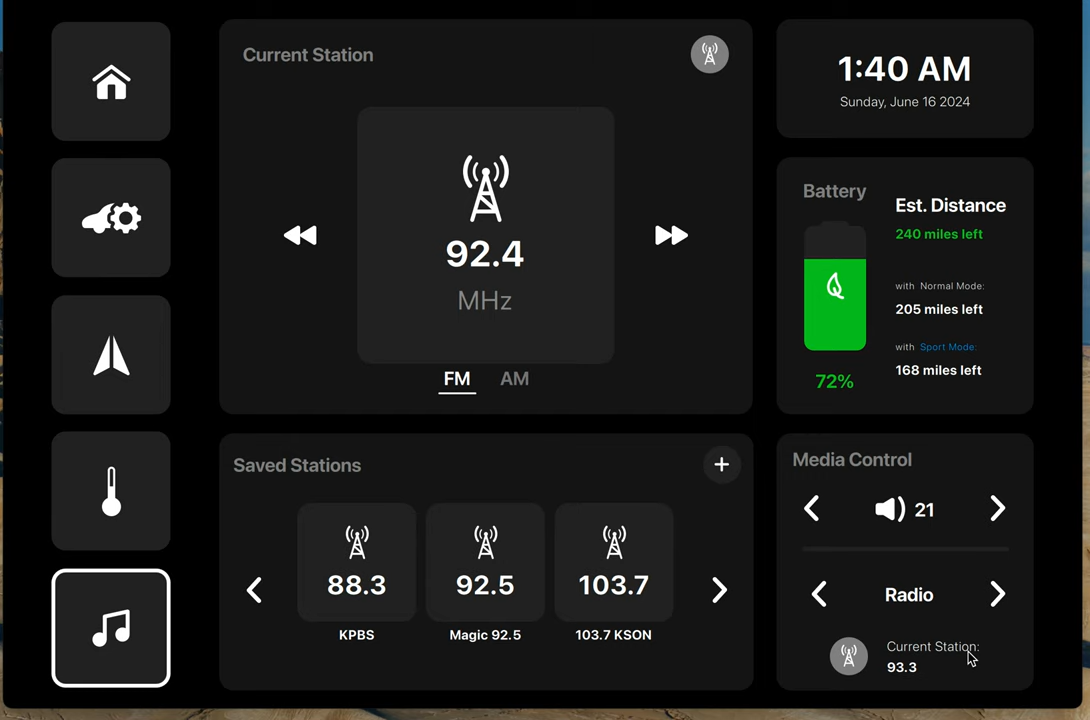 Current Station
92.4
MHz
FM AM
Saved Stations
+
88.3
KPBS
92.5
Magic 92.5
103.7
103.7 KSON
1:40 AM
Sunday, June 16 2024
Battery
72%
Est. Distance
240 miles left
with Normal Mode:
205 miles left
with Sport Mode:
168 miles left
Media Control
21
Radio
Current Station:
93.3